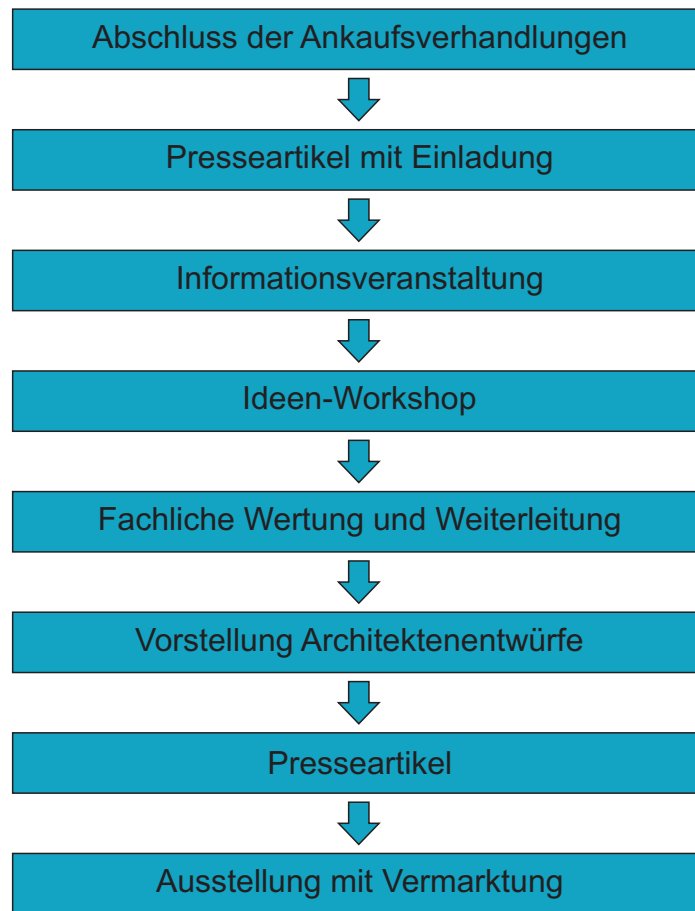 Abschluss der Ankaufsverhandlungen
Presseartikel mit Einladung
Informationsveranstaltung
Ideen-Workshop
Fachliche Wertung und Weiterleitung
Vorstellung Architektenentwürfe
Presseartikel
Ausstellung mit Vermarktung